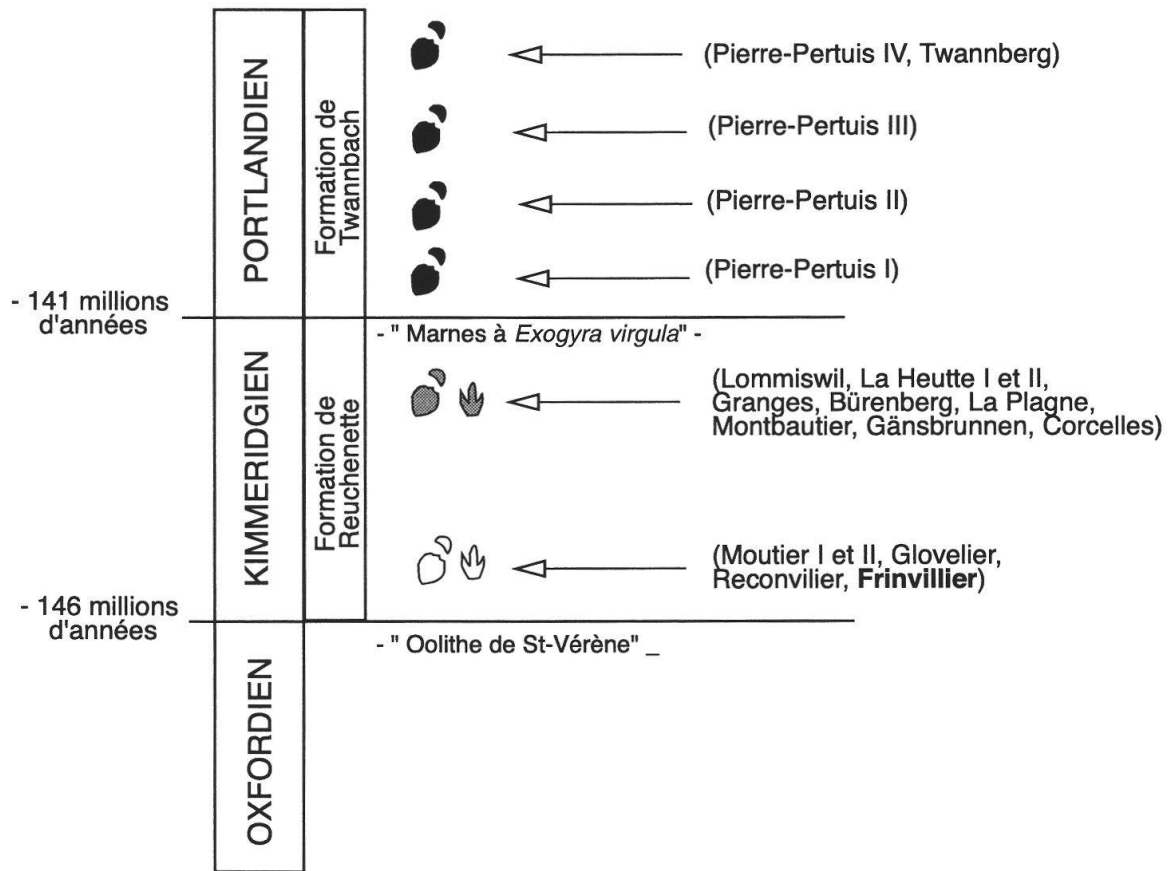 PORTLANDIEN
Formation de
Twannbach
(Pierre-Pertuis IV, Twannberg)
(Pierre-Pertuis III)
(Pierre-Pertuis II)
(Pierre-Pertuis I)
- 141 millions
d'années
- " Marnes à Exogyra virgula" -
KIMMERIDGIEN
Formation de
Reuchenette
(Lommiswil, La Heutte I et II,
Granges, Bürenberg, La Plagne,
Montbautier, Gänsbrunnen, Corcelles)
(Moutier I et II, Glovelier,
Reconvilier, Frinvillier)
- 146 millions
d'années
- " Oolithe de St-Vérène" _
OXFORDIEN